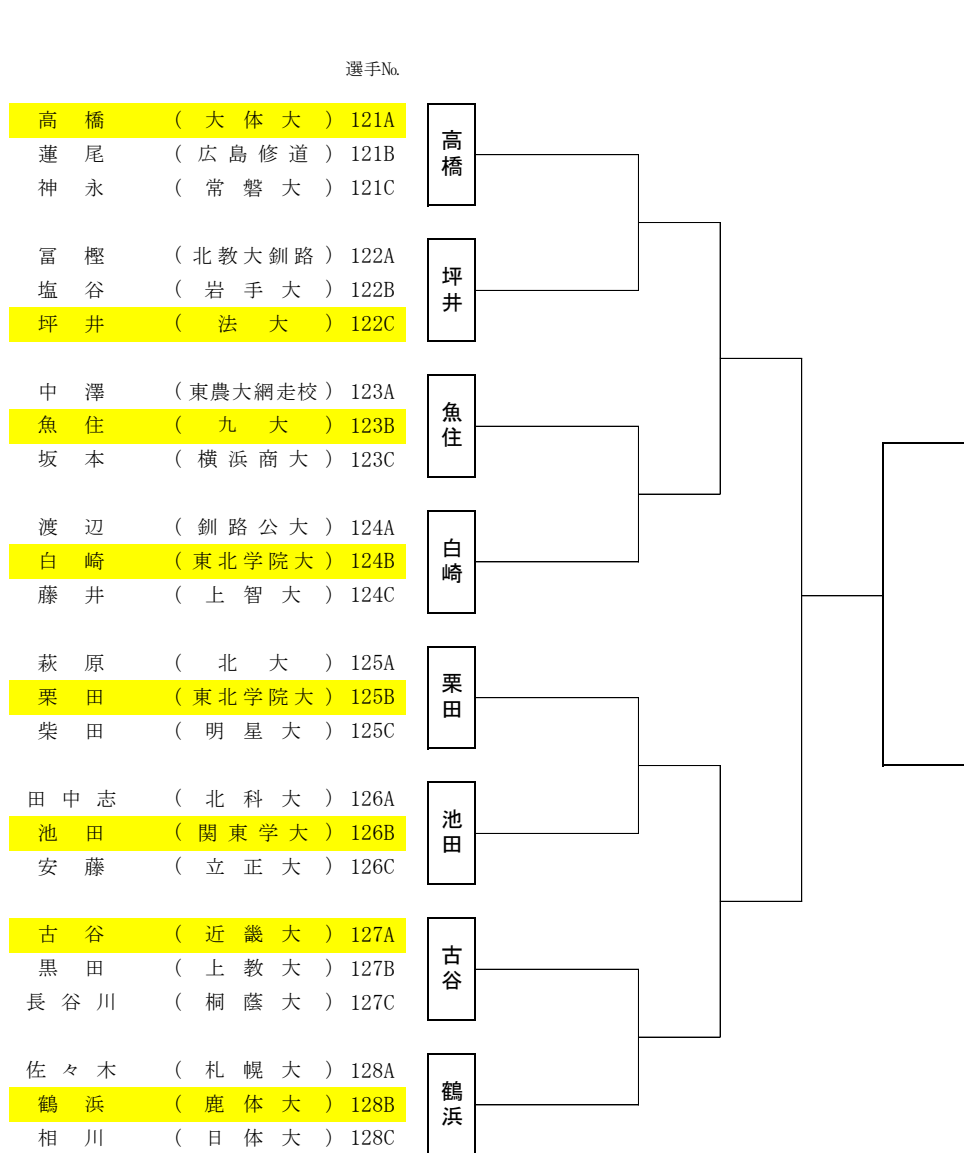 選手№
高橋 (大体大) 121A
蓮尾 (広島修道) 121B
神永 (常磐大) 121C
高橋
冨樫 (北教大釧路) 122A
塩谷 (岩手大) 122B
坪井 (法大) 122C
坪井
中澤 (東農大網走校) 123A
魚住 (九大) 123B
坂本 (横浜商大) 123C
魚住
渡辺 (釧路公大) 124A
白崎 (東北学院大) 124B
藤井 (上智大) 124C
白崎
萩原 (北大) 125A
栗田 (東北学院大) 125B
柴田 (明星大) 125C
栗田
田中志 (北科大) 126A
池田 (関東学大) 126B
安藤 (立正大) 126C
池田
古谷 (近畿大) 127A
黒田 (上教大) 127B
長谷川 (桐蔭大) 127C
古谷
佐々木 (札幌大) 128A
鶴浜 (鹿体大) 128B
相川 (日体大) 128C
鶴浜